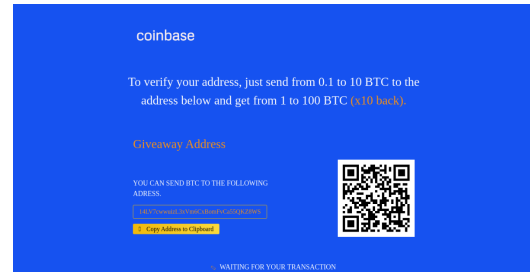 coinbase
To verify your address, just send from 0.1 to 10 BTC to the
address below and get from 1 to 100 BTC (x10 back).
Giveaway Address
YOU CAN SEND BTC TO THE FOLLOWING
ADRESS.
Copy Address to Clipboard
WAITING FOR YOUR TRANSACTION